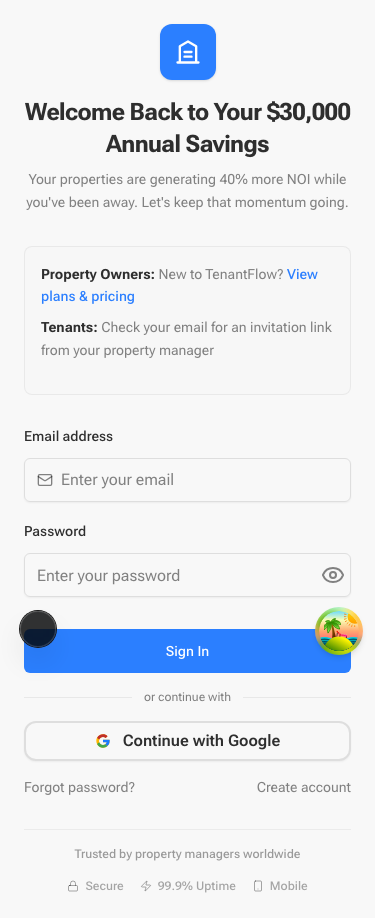 Welcome Back to Your $30,000
Annual Savings
Your properties are generating 40% more NOI while
you've been away. Let's keep that momentum going.
Property Owners: New to TenantFlow? View
plans & pricing
Tenants: Check your email for an invitation link
from your property manager
Email address
Enter your email
Password
Enter your password
Sign In
or continue with
Continue with Google
Forgot password?
Create account
Trusted by property managers worldwide
Secure
99.9% Uptime
Mobile